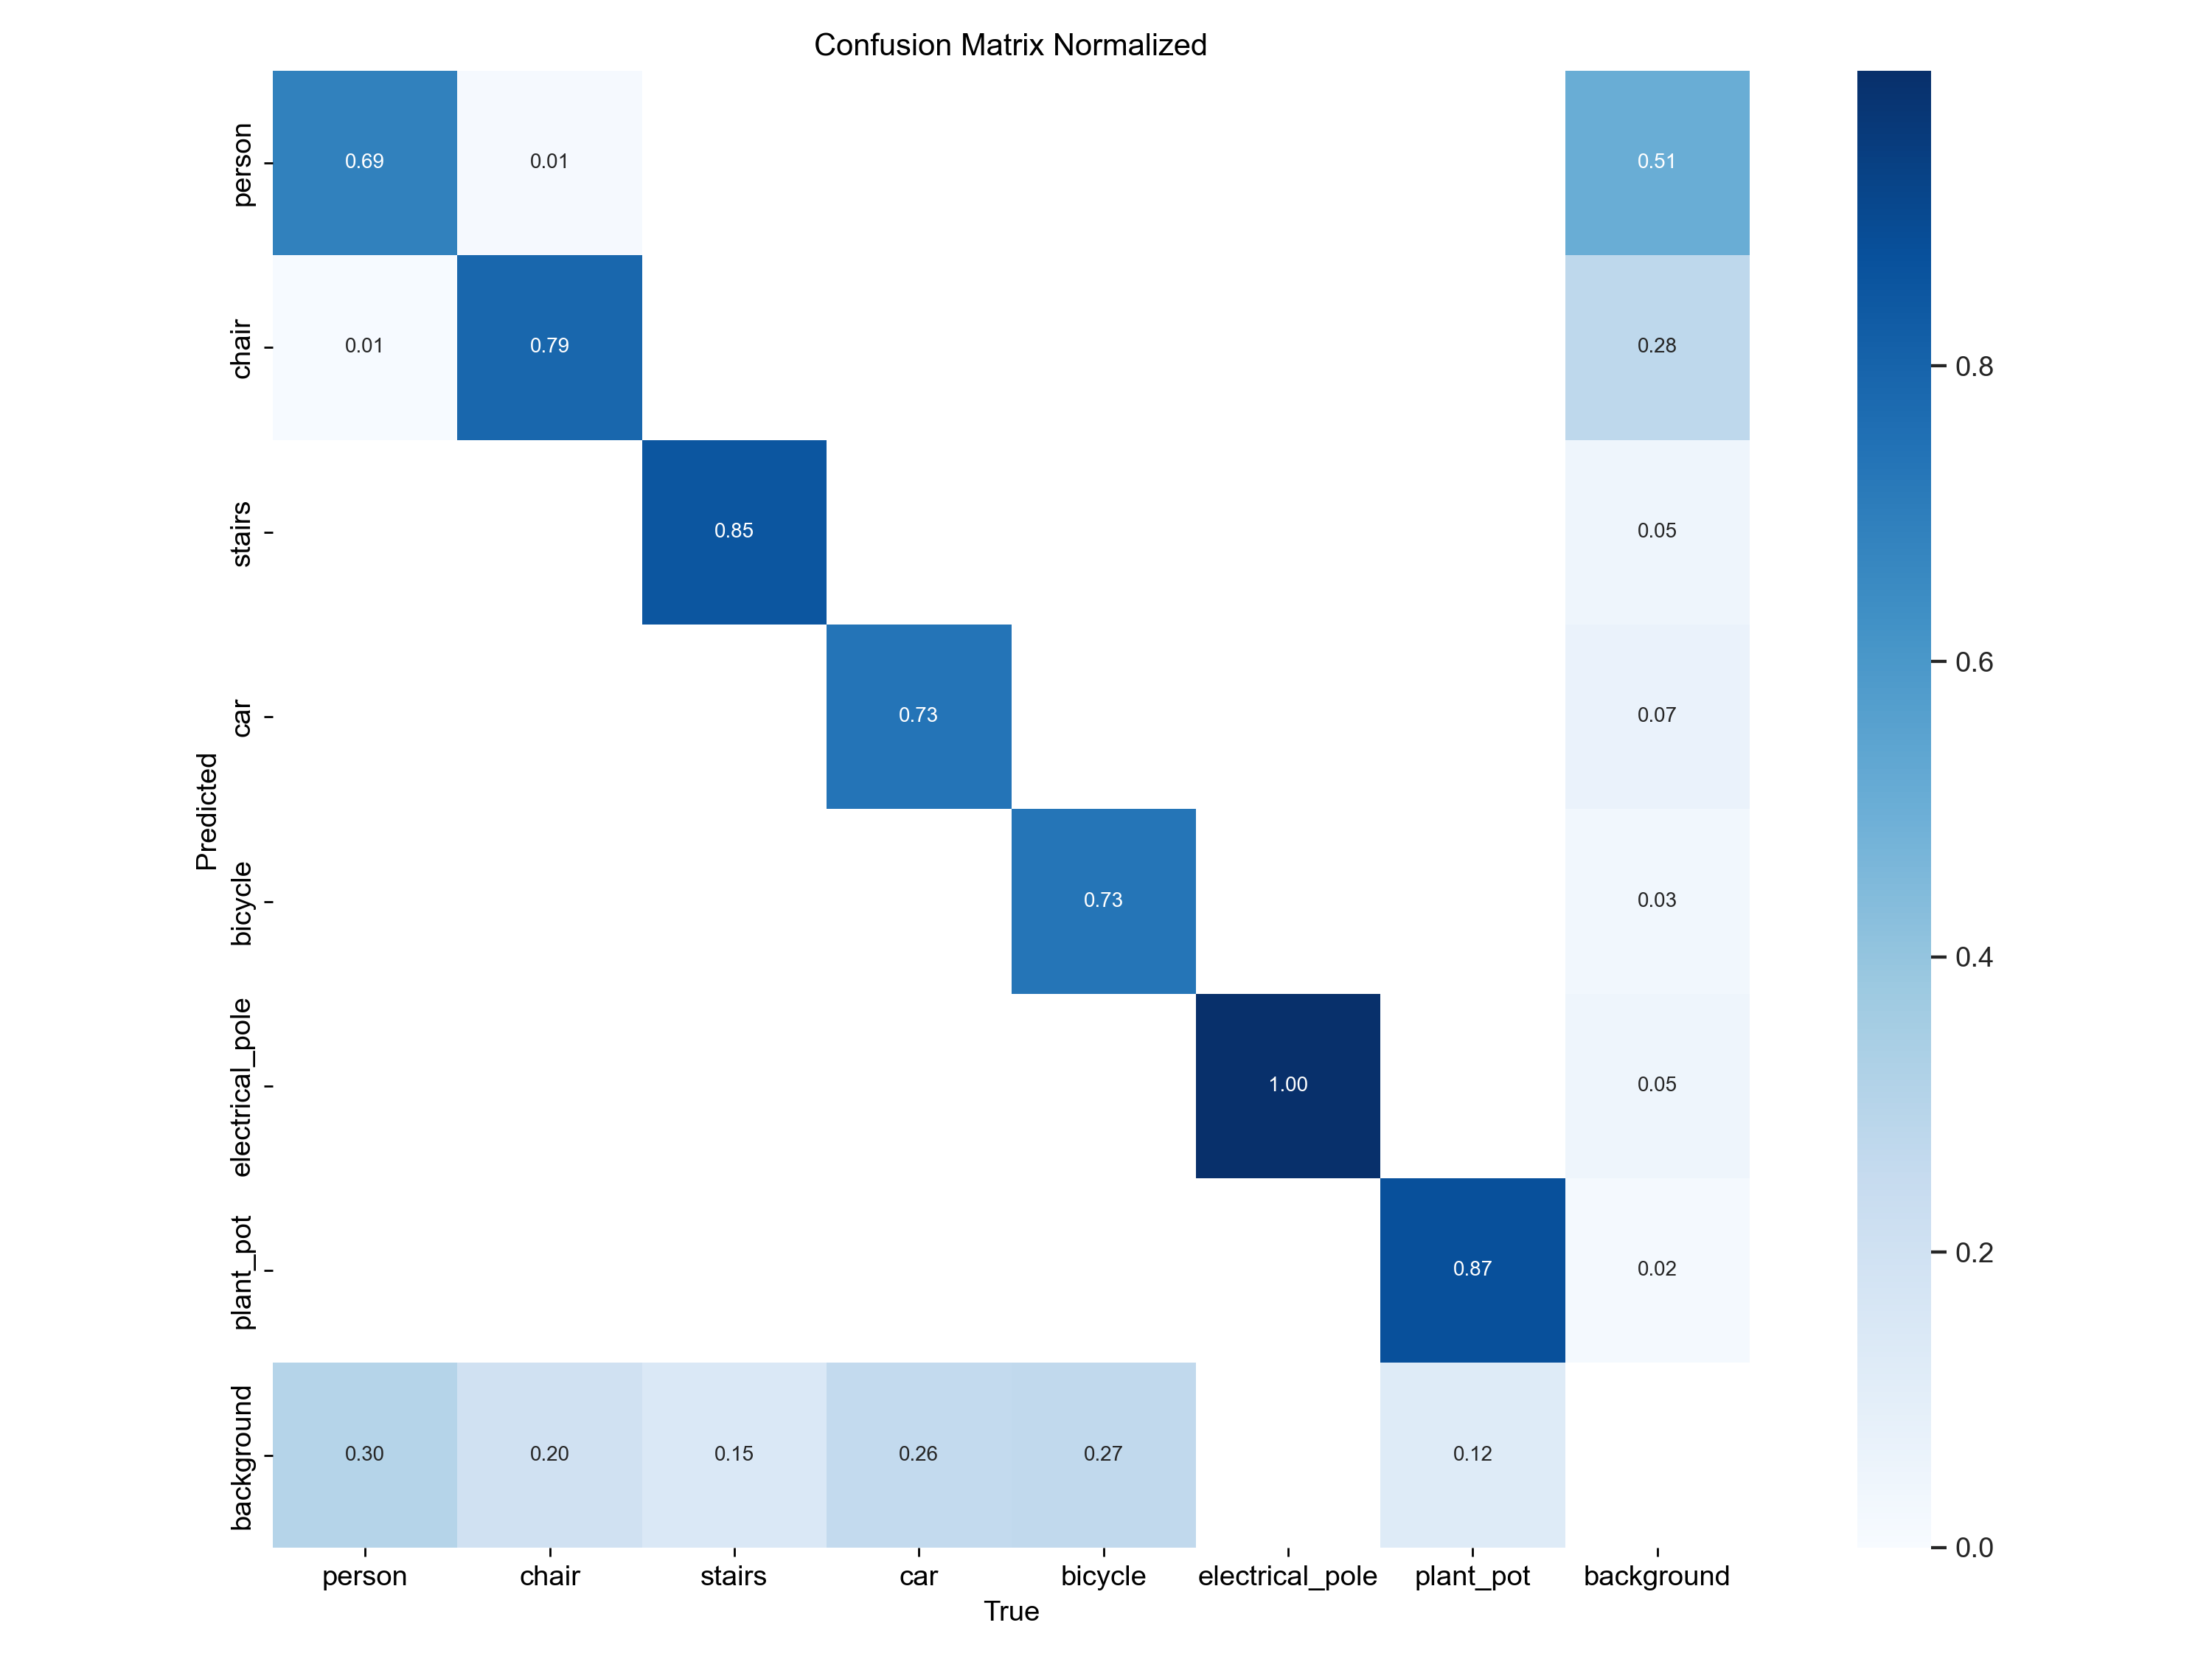 Confusion Matrix Normalized
person
0.69
0.01
0.51
chair
0.01
0.79
0.28
0.8
stairs
0.85
0.05
0.6
car
0.73
0.07
Predicted
bicycle
0.73
0.03
0.4
electrical_pole
1.00
0.05
plant_pot
0.87
0.02
0.2
background
0.30
0.20
0.15
0.26
0.27
0.12
0.0
person
chair
stairs
car
bicycle
electrical_pole
plant_pot
background
True